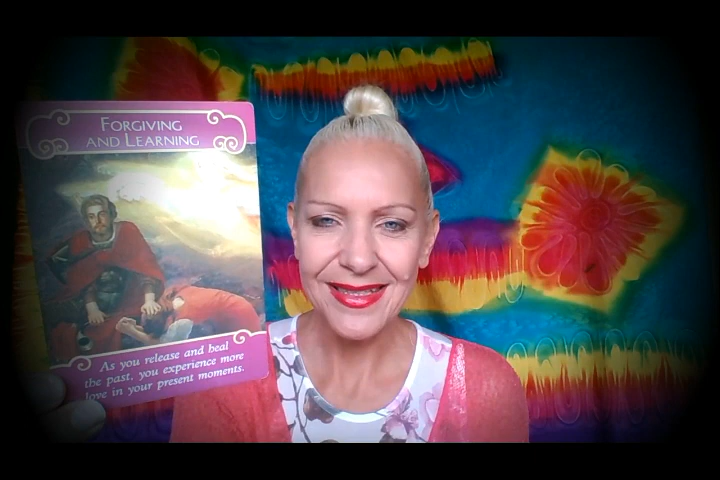 FORGIVING
AND LEARNING
As you release and heal
the past, you experience more
love in your present moments.